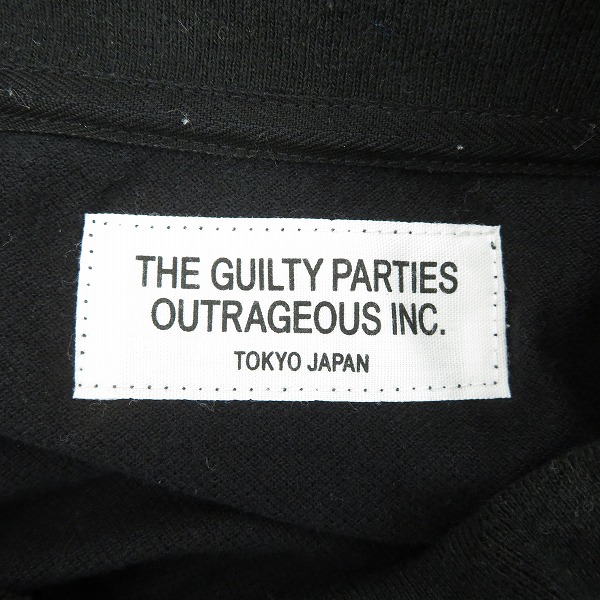 THE GUILTY PARTIES
OUTRAGEOUS INC.
TOKYO JAPAN